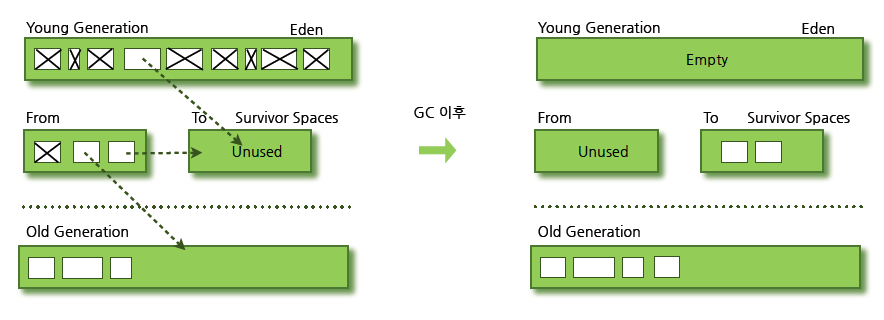 Young Generation
Eden
From
To
Survivor Spaces
Unused
Old Generation
GC 이후
Young Generation
Eden
Empty
From
To
Survivor Spaces
Unused
Old Generation